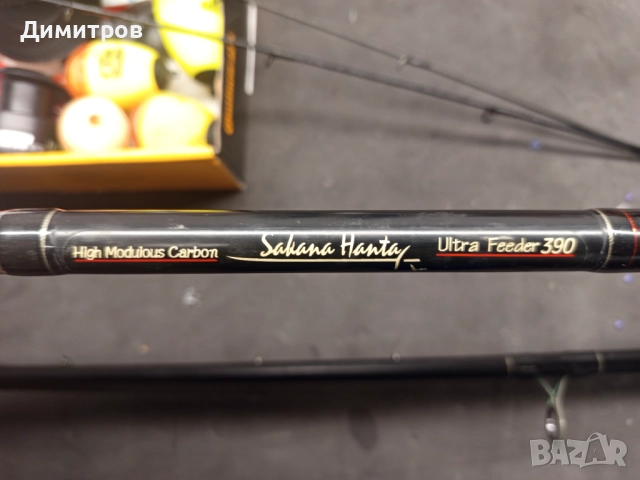 Димитров
High Modulous Carbon
Sakana Hanta
Ultra Feeder 390
BAZAR